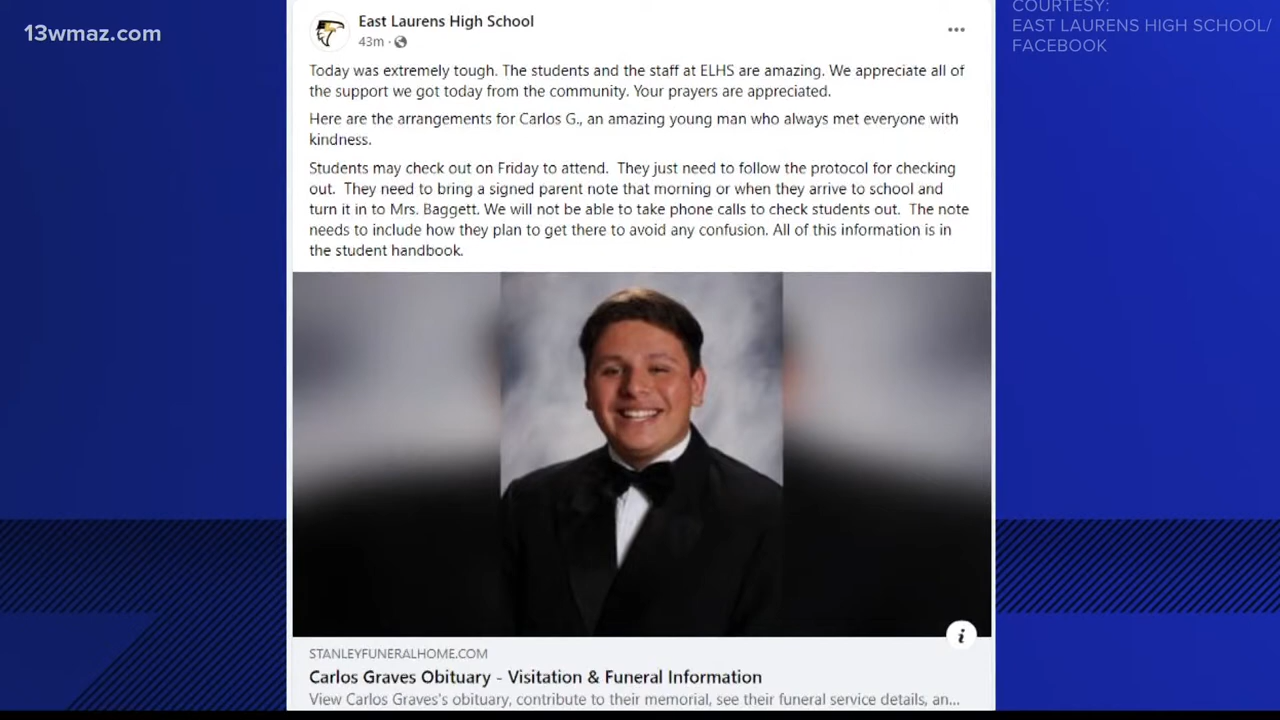 13wmaz.com
COURTESY:
EAST LAURENS HIGH SCHOOL/
FACEBOOK
East Laurens High School
43m ·
Today was extremely tough. The students and the staff at ELHS are amazing. We appreciate all of
the support we got today from the community. Your prayers are appreciated.
Here are the arrangements for Carlos G., an amazing young man who always met everyone with
kindness.
Students may check out on Friday to attend. They just need to follow the protocol for checking
out. They need to bring a signed parent note that morning or when they arrive to school and
turn it in to Mrs. Baggett. We will not be able to take phone calls to check students out. The note
needs to include how they plan to get there to avoid any confusion. All of this information is in
the student handbook.
i
STANLEYFUNERALHOME.COM
Carlos Graves Obituary - Visitation & Funeral Information
View Carlos Graves's obituary, contribute to their memorial, see their funeral service details, an...